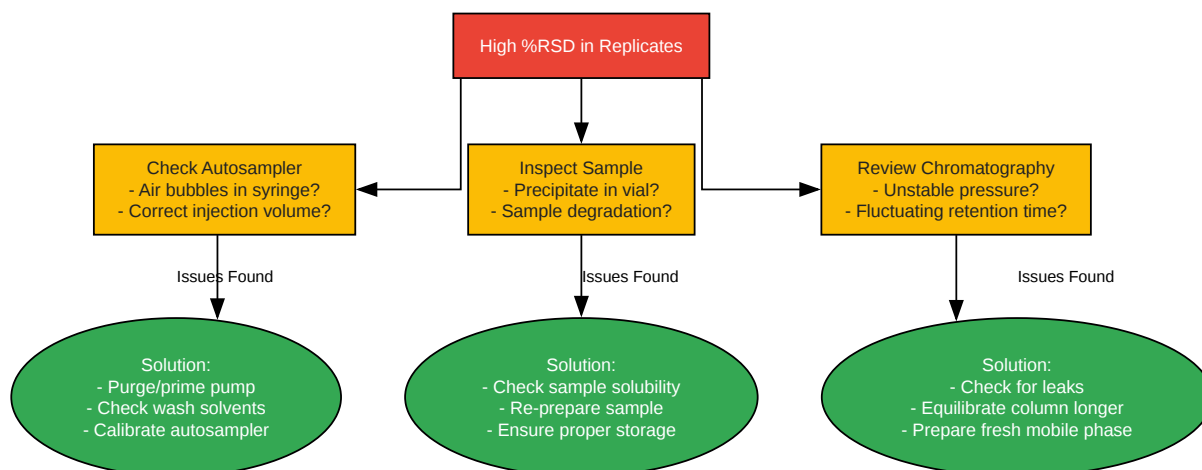 High %RSD in Replicates
Check Autosampler
- Air bubbles in syringe?
- Correct injection volume?
Inspect Sample
- Precipitate in vial?
- Sample degradation?
Review Chromatography
- Unstable pressure?
- Fluctuating retention time?
Issues Found
Issues Found
Issues Found
Solution:
- Purge/prime pump
- Check wash solvents
- Calibrate autosampler
Solution:
- Check sample solubility
- Re-prepare sample
- Ensure proper storage
Solution:
- Check for leaks
- Equilibrate column longer
- Prepare fresh mobile phase